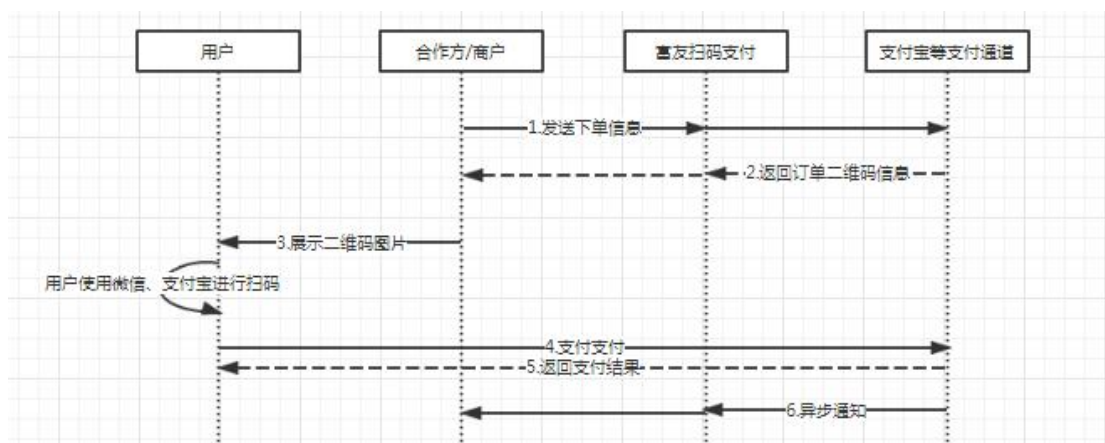 用户
合作方/商户
富友扫码支付
支付宝等支付通道
1.发送下单信息
2.返回订单二维码信息
3.展示二维码图片
用户使用微信、支付宝进行扫码
4.支付支付
5.返回支付结果
6.异步通知